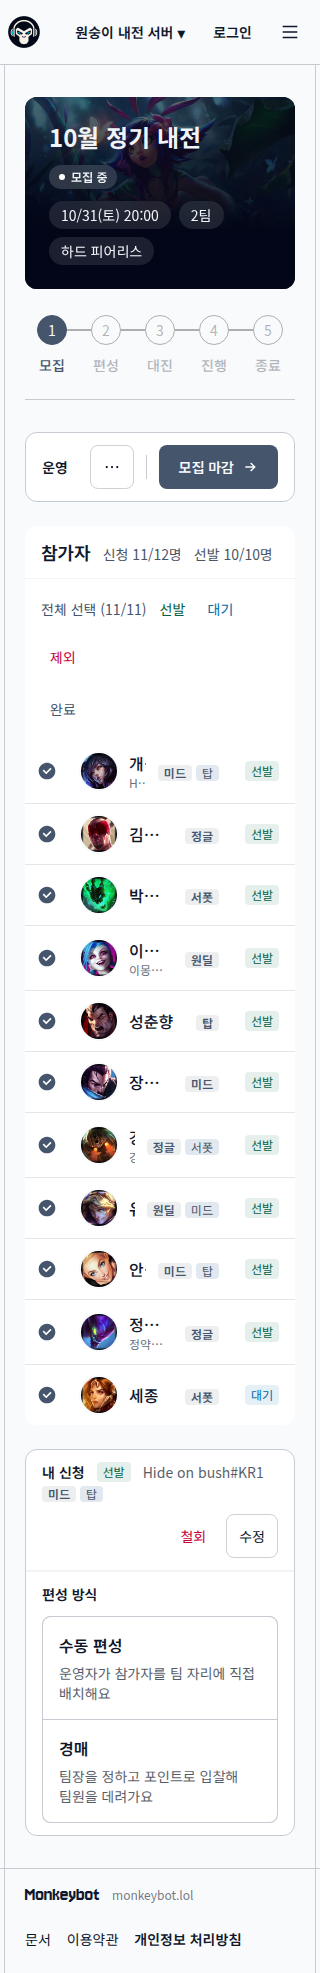 원숭이 내전 서버 ▾ 로그인
10월 정기 내전
모집 중
10/31(토) 20:00 2팀
하드 피어리스
1 2 3 4 5
모집 편성 대진 진행 종료
운영 ⋯ 모집 마감 →
참가자 신청 11/12명 선발 10/10명
전체 선택 (11/11) 선발 대기
제외
완료
개 미드 탑 선발
H···
김··· 정글 선발
박··· 서폿 선발
이··· 원딜 선발
이몽···
성춘향 탑 선발
장··· 미드 선발
정글 서폿 선발
원딜 미드 선발
안 미드 탑 선발
정··· 정글 선발
정약···
세종 서폿 대기
내 신청 선발 Hide on bush#KR1
미드 탑
철회 수정
편성 방식
수동 편성
운영자가 참가자를 팀 자리에 직접
배치해요
경매
팀장을 정하고 포인트로 입찰해
팀원을 데려가요
Monkeybot monkeybot.lol
문서 이용약관 개인정보 처리방침